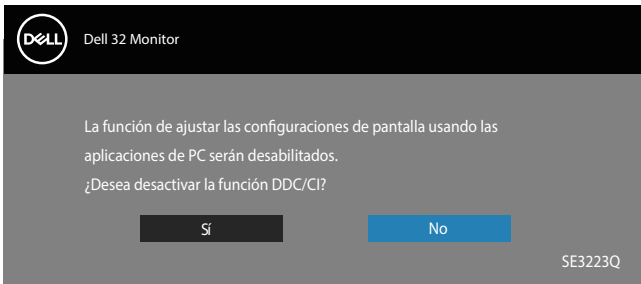 DELL
Dell 32 Monitor
La función de ajustar las configuraciones de pantalla usando las
aplicaciones de PC serán desabilitados.
¿Desea desactivar la función DDC/CI?
Sí No
SE3223Q